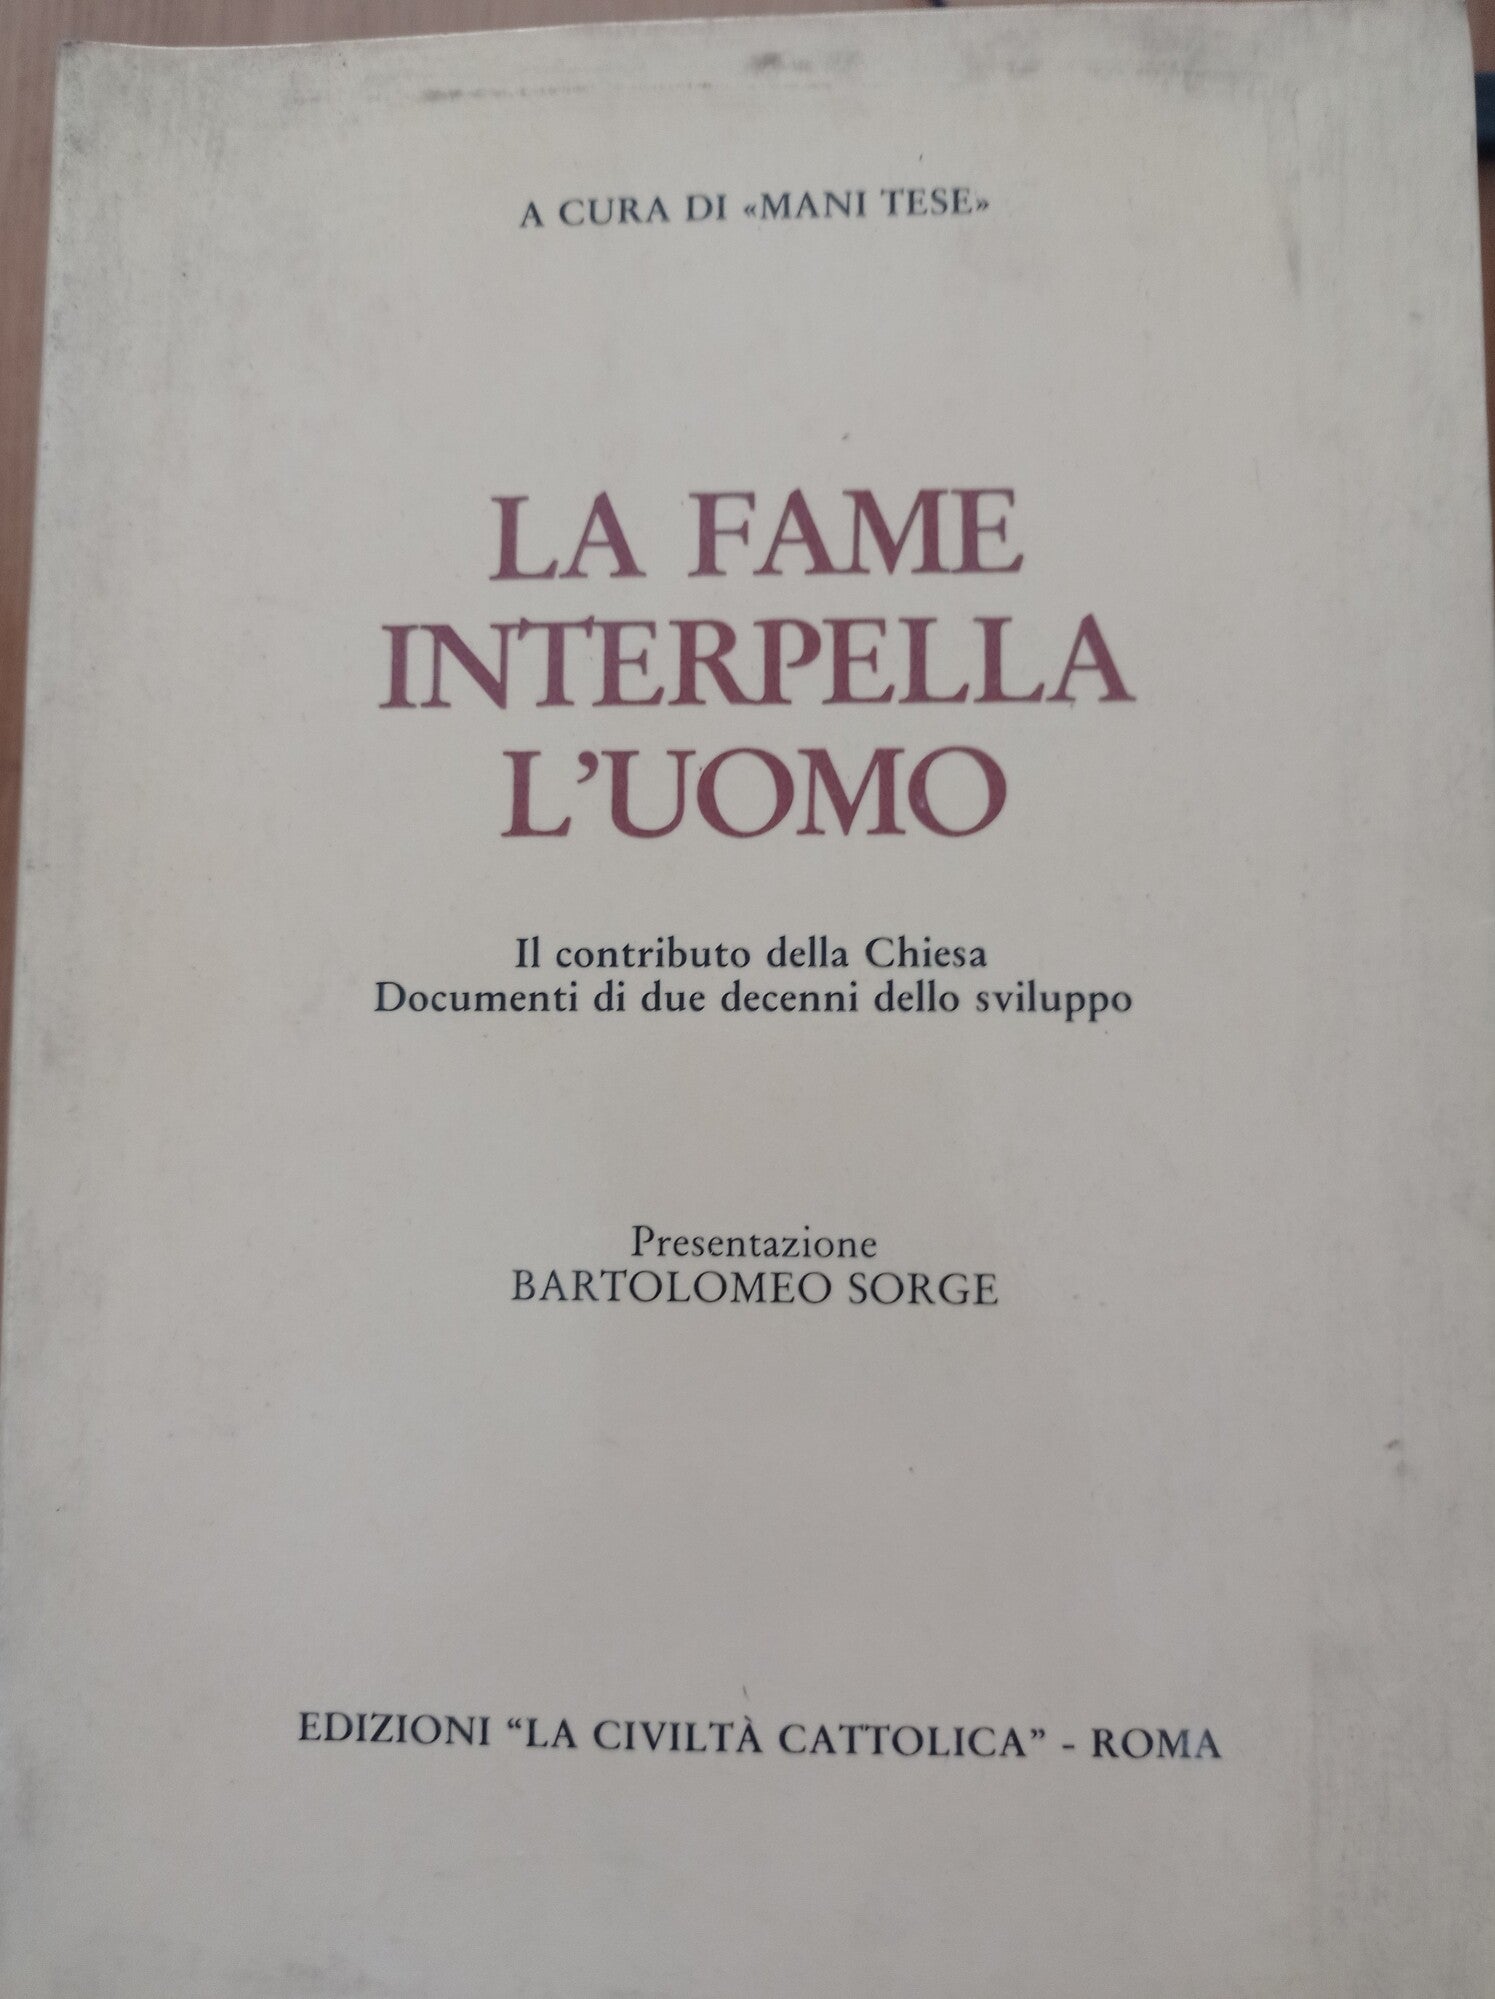 A CURA DI «MANI TESE»
LA FAME
INTERPELLA
L'UOMO
Il contributo della Chiesa
Documenti di due decenni dello sviluppo
Presentazione
BARTOLOMEO SORGE
EDIZIONI “LA CIVILTÀ CATTOLICA” - ROMA